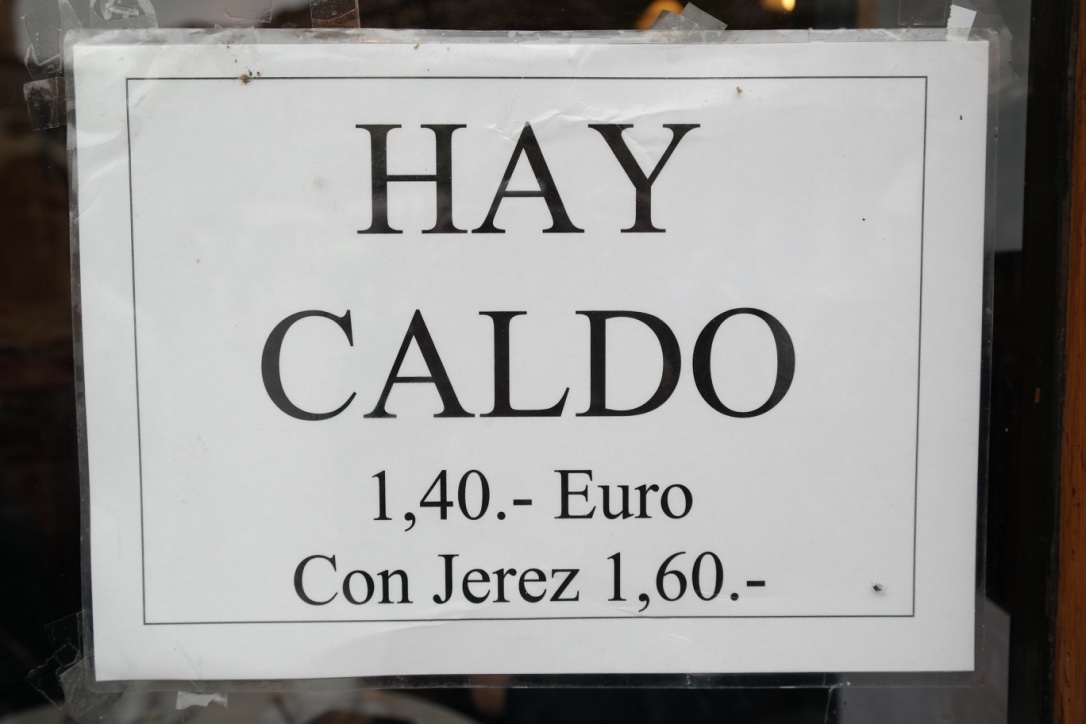 HAY
CALDO
1,40.- Euro
Con Jerez 1,60.-